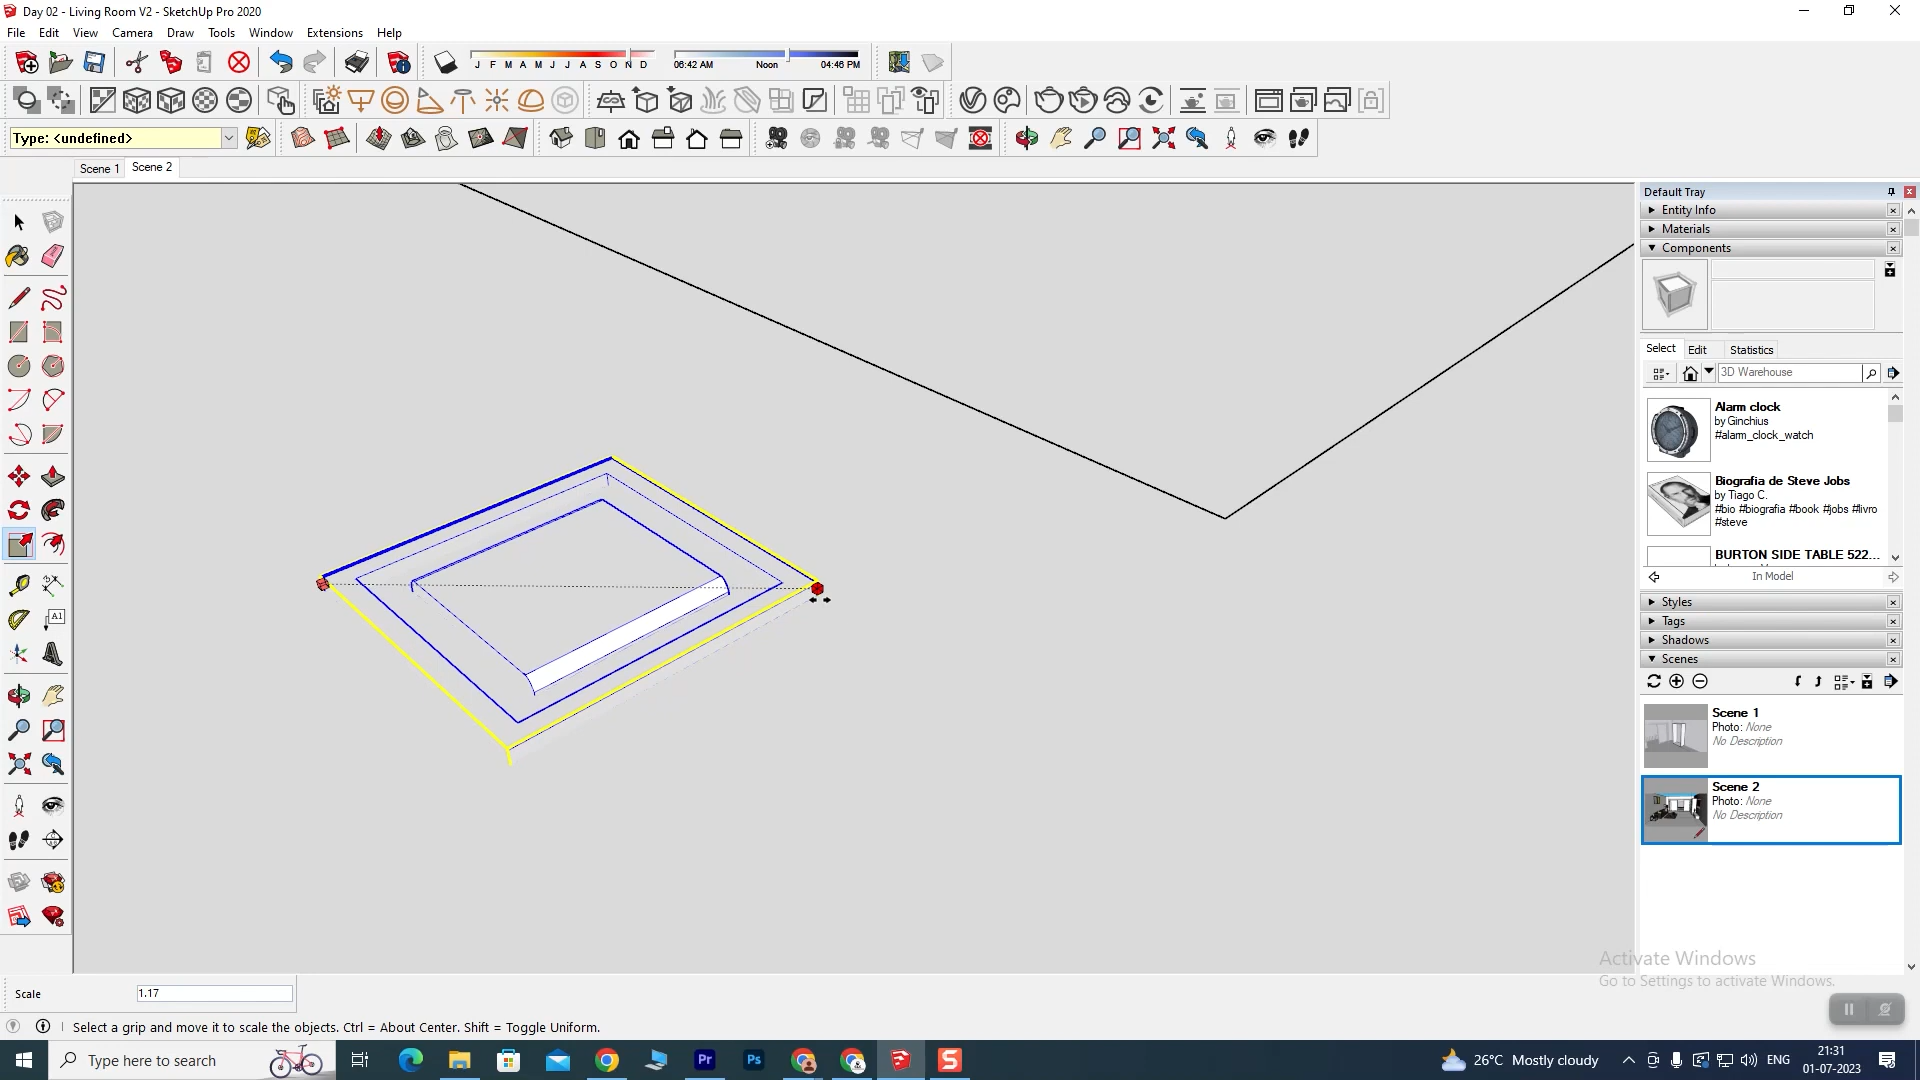 Day 02 - Living Room V2 - SketchUp Pro 2020
File Edit View Camera Draw Tools Window Extensions Help
J F M A M J J A S O N D 06:42 AM Noon 04:46 PM
Type: <undefined>
Scene 1 Scene 2
Default Tray
Entity Info
Materials
Components
Select Edit Statistics
3D Warehouse
Alarm clock
by Ginchius
#alarm_clock_watch
Biografia de Steve Jobs
by Tiago C.
#bio #biografia #book #jobs #livro
#steve
BURTON SIDE TABLE 522...
In Model
Styles
Tags
Shadows
Scenes
Scene 1
Photo: None
No Description
Scene 2
Photo: None
No Description
A1
Activate Windows
Go to Settings to activate Windows.
Scale 1.17
Select a grip and move it to scale the objects. Ctrl = About Center. Shift = Toggle Uniform.
Type here to search
Pr Ps S
26°C Mostly cloudy ENG 21:31
01-07-2023